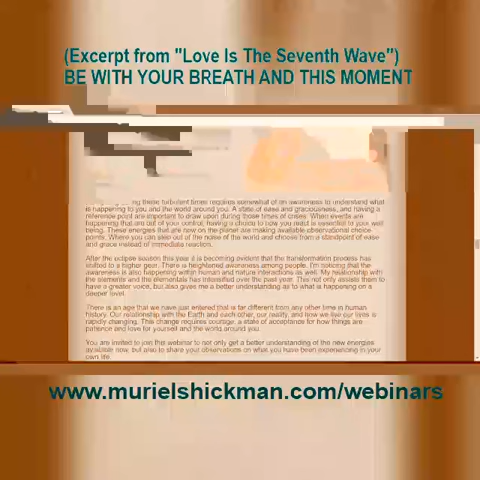 (Excerpt from "Love Is The Seventh Wave")
BE WITH YOUR BREATH AND THIS MOMENT
these turbulent times requires somewhat of an awareness to understand what
is happening to you and the world around you. A state of ease and graciousness, and having a
reference point are important to draw upon during those times of crises. When events are
happening that are out of your control, having a choice to how you react is essential to your well
being. These energies that are now on the planet are making available observational choice
points. Where you can step out of the noise of the world and choose from a standpoint of ease
and grace instead of immediate reaction.
After the eclipse season this year it is becoming evident that the transformation process has
shifted to a higher gear. There is heightened awareness among people. I'm noticing that the
awareness is also happening within human and nature interactions as well. My relationship with
the elements and the elementals has intensified over the past year. This not only assists them to
have a greater voice, but also gives me a better understanding as to what is happening on a
deeper level.
There is an age that we have just entered that is far different from any other time in human
history. Our relationship with the Earth and each other, our reality, and how we live our lives is
rapidly changing. This change requires courage, a state of acceptance for how things are
patience and love for yourself and the world around you.
You are invited to join this webinar to not only get a better understanding of the new energies
available now, but also to share your observations on what you have been experiencing in your
own life.
www.murielshickman.com/webinars